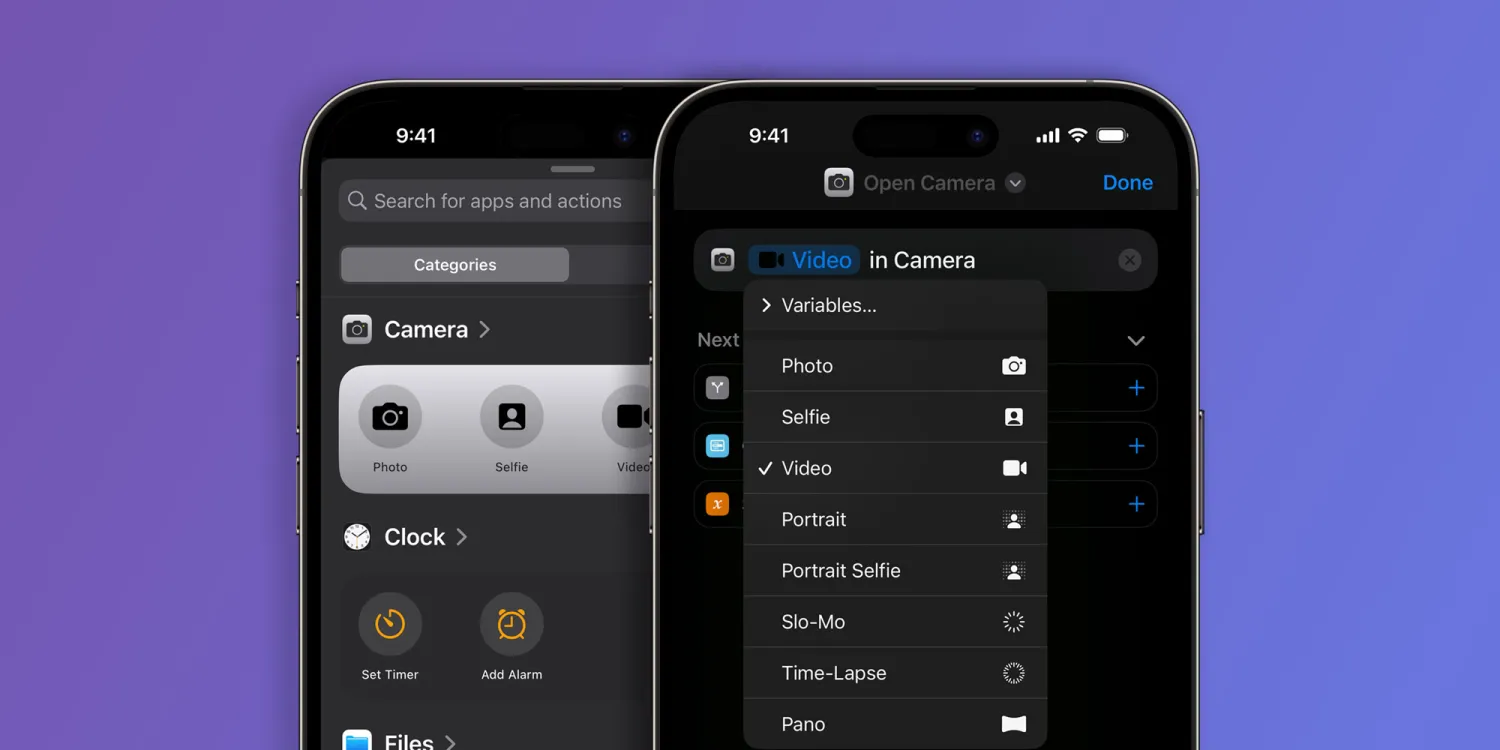 9:41
Search for apps and actions
Categories
Camera
Photo
Selfie
Video
Clock
Set Timer
Add Alarm
Files
9:41
Open Camera
Done
Video in Camera
Variables...
Next
Photo
Selfie
Video
Portrait
Portrait Selfie
Slo-Mo
Time-Lapse
Pano
x